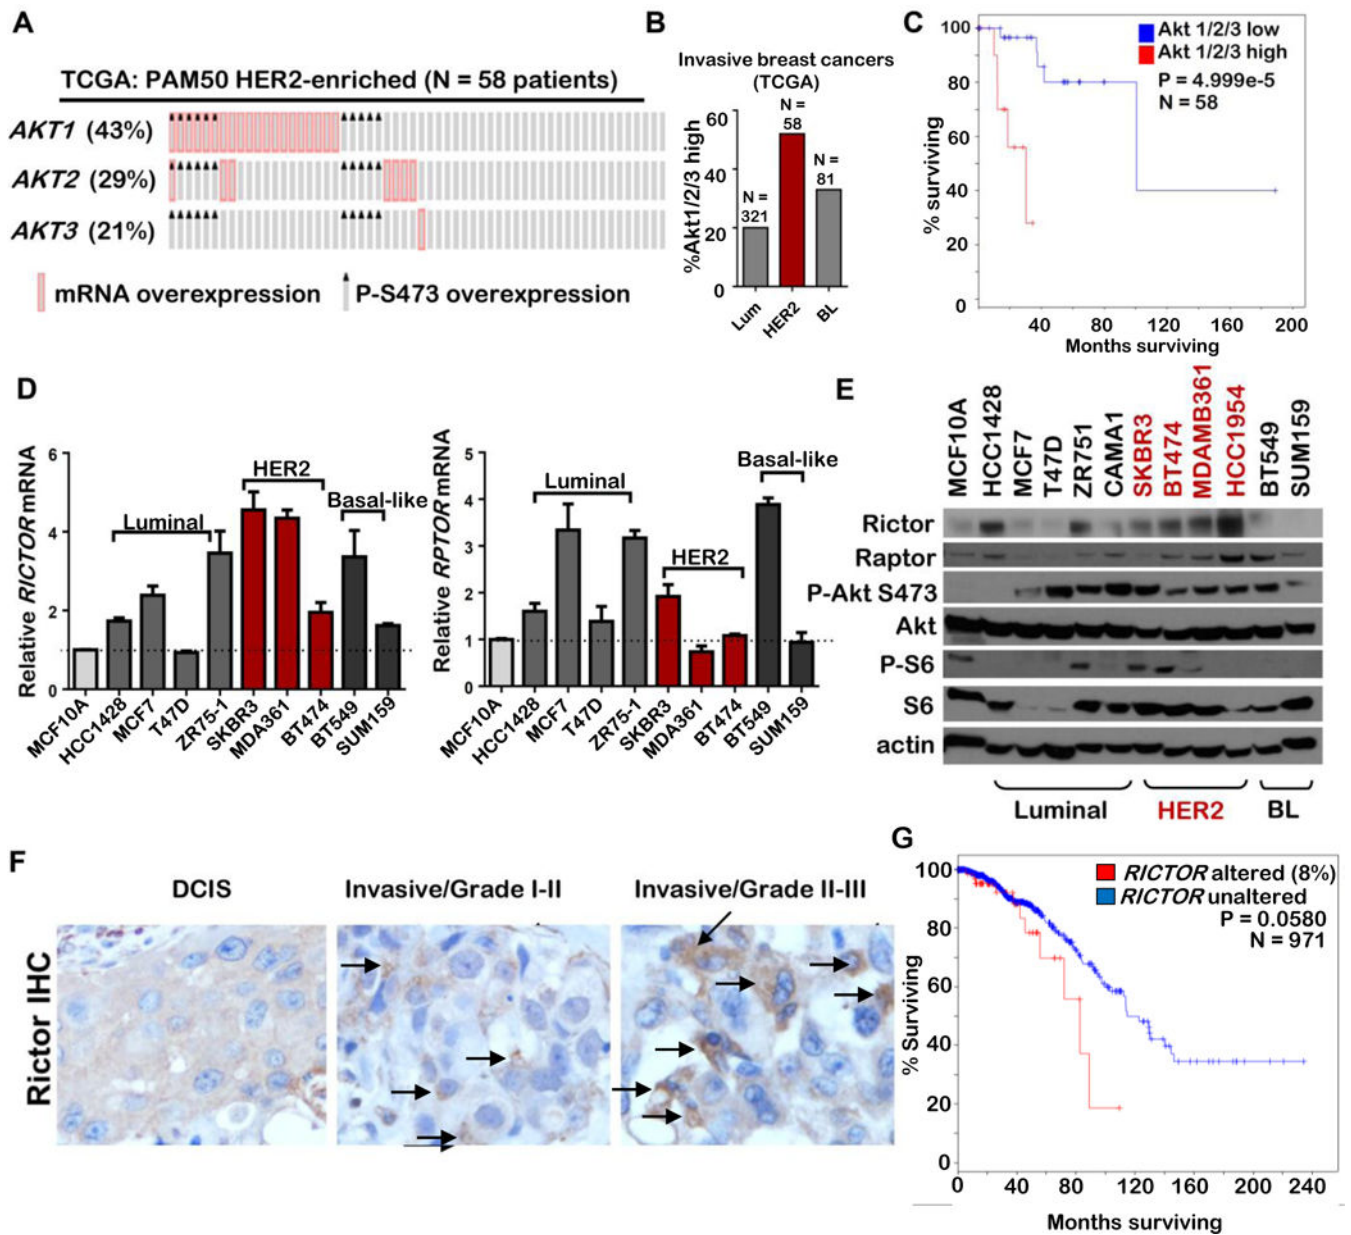 A
TCGA: PAM50 HER2-enriched (N = 58 patients)
AKT1 (43%)
AKT2 (29%)
AKT3 (21%)
mRNA overexpression
P-S473 overexpression
B
Invasive breast cancers
(TCGA)
%Akt1/2/3 high
60
40
20
0
N =
321
N =
58
N =
81
Lum
HER2
BL
C
Akt 1/2/3 low
Akt 1/2/3 high
P = 4.999e-5
N = 58
% surviving
100
80
60
40
20
0
40
80
120
160
200
Months surviving
D
Relative RICTOR mRNA
6
4
2
0
Luminal
HER2
Basal-like
MCF10A
HCC1428
MCF7
T47D
ZR75-1
SKBR3
MDA361
BT474
BT549
SUM159
Relative RPTOR mRNA
5
4
3
2
1
0
Luminal
HER2
Basal-like
MCF10A
HCC1428
MCF7
T47D
ZR75-1
SKBR3
MDA361
BT474
BT549
SUM159
E
MCF10A
HCC1428
MCF7
T47D
ZR751
CAMA1
SKBR3
BT474
MDAMB361
HCC1954
BT549
SUM159
Rictor
Raptor
P-Akt S473
Akt
P-S6
S6
actin
Luminal
HER2
BL
F
DCIS
Invasive/Grade I-II
Invasive/Grade II-III
Rictor IHC
G
RICTOR altered (8%)
RICTOR unaltered
P = 0.0580
N = 971
% Surviving
100
80
60
40
20
0
0
40
80
120
160
200
240
Months surviving